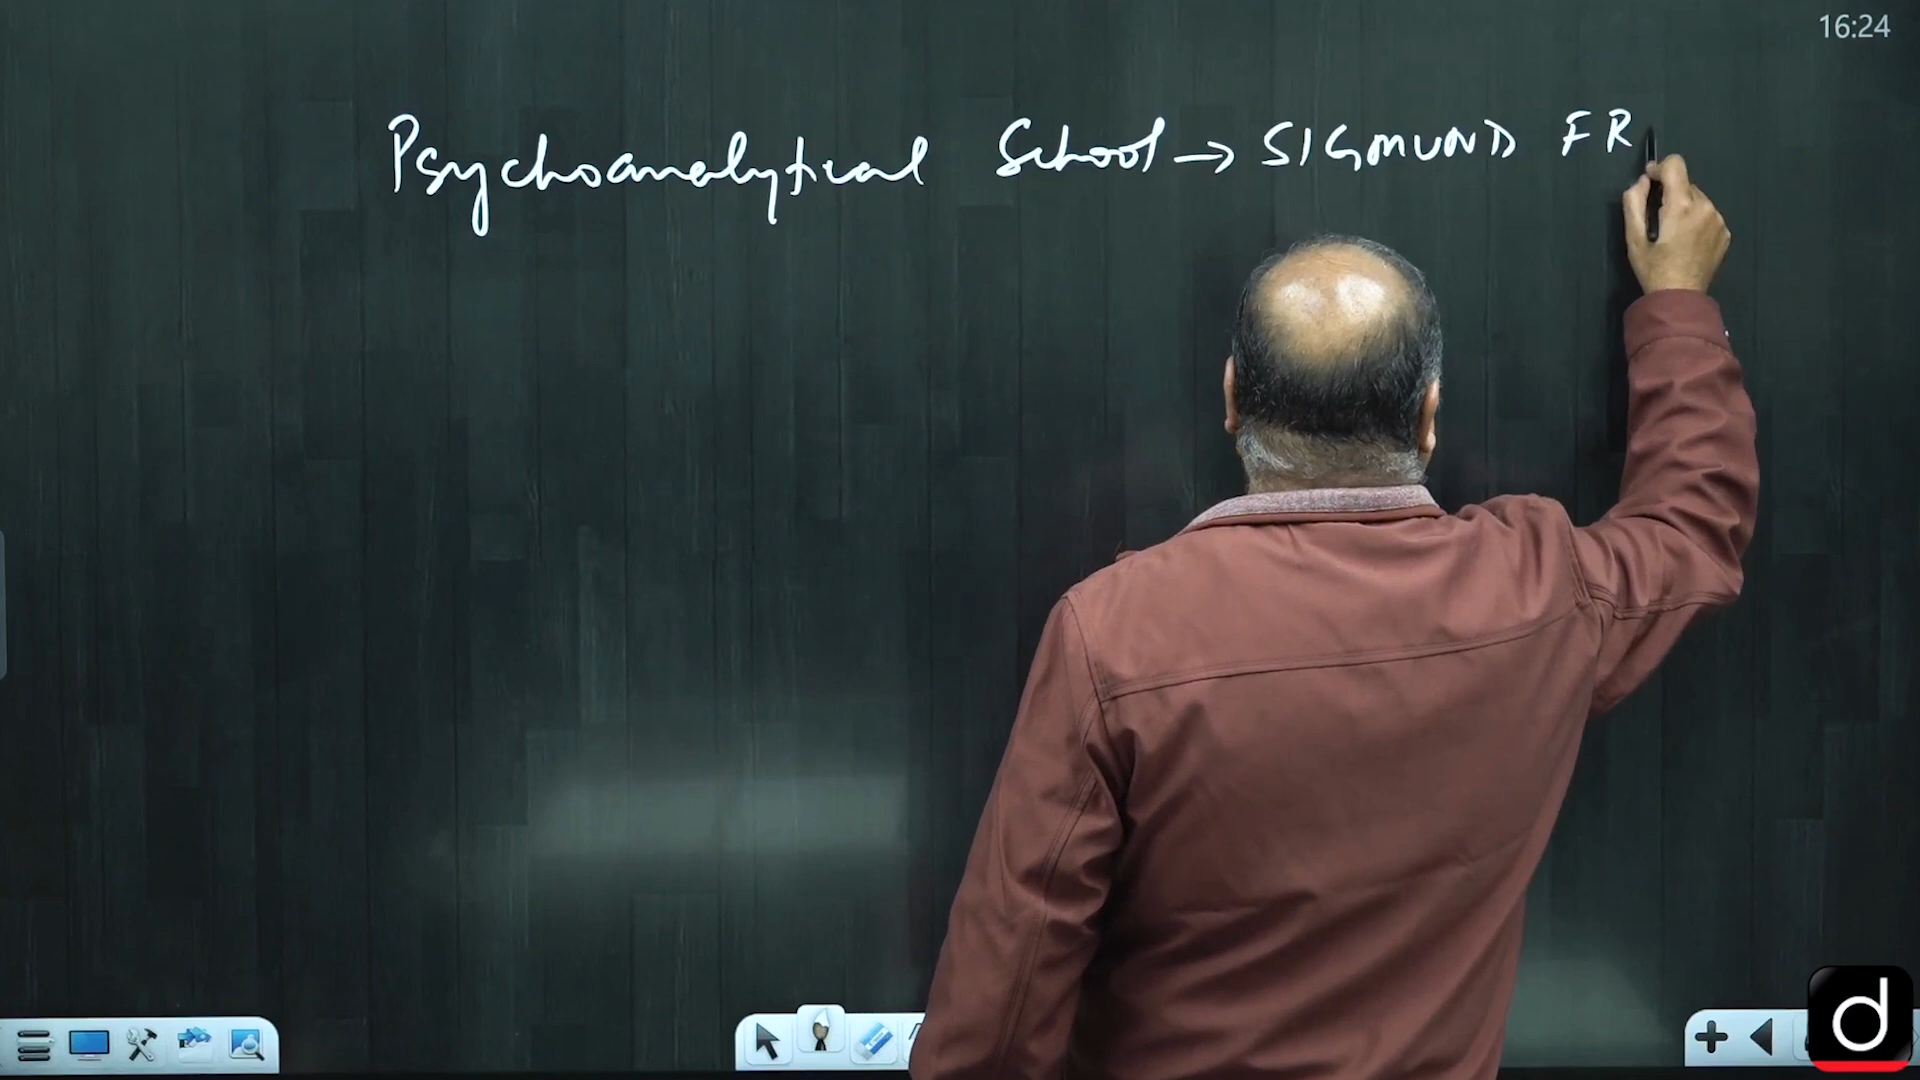 16:24
Psychoanalytical School → SIGMUND FR
d